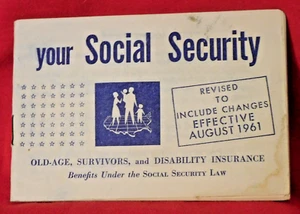 your Social Security
REVISED
TO
INCLUDE CHANGES
EFFECTIVE
AUGUST 1961
OLD-AGE, SURVIVORS, and DISABILITY INSURANCE
Benefits Under the SOCIAL SECURITY LAW